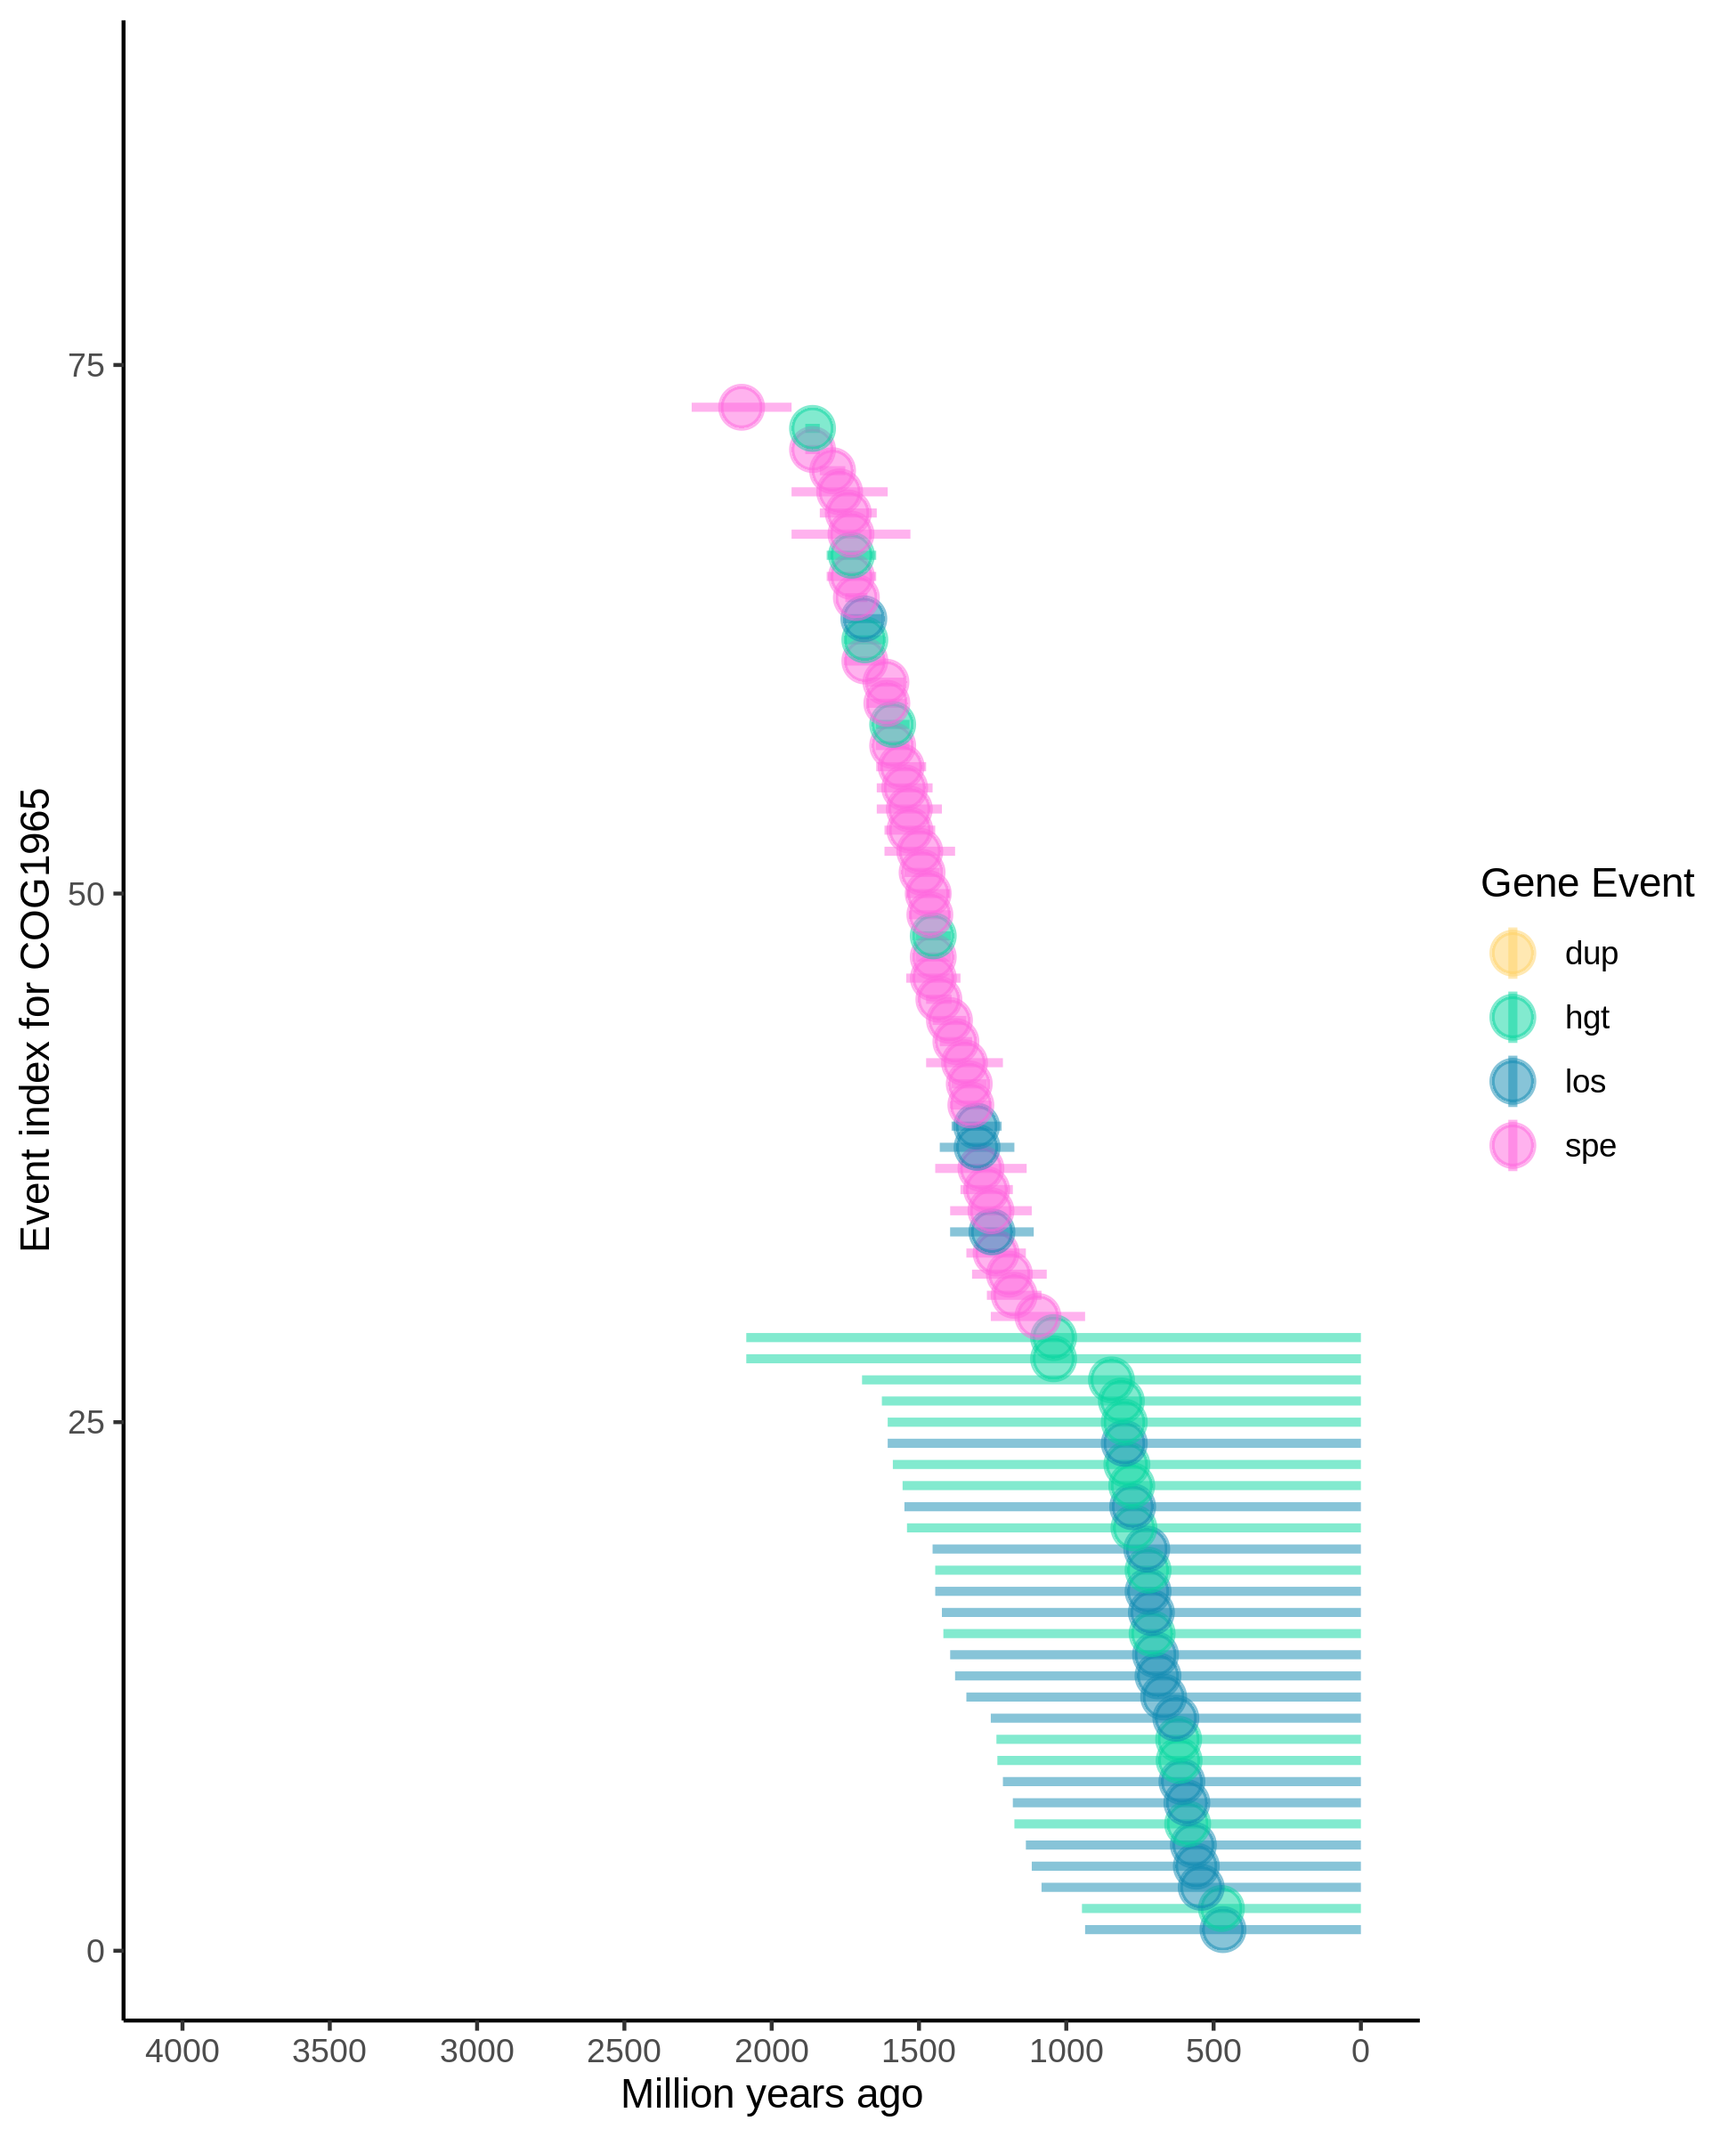 75
50
25
0
Event index for COG1965
4000 3500 3000 2500 2000 1500 1000 500 0
Million years ago
Gene Event
dup
hgt
los
spe